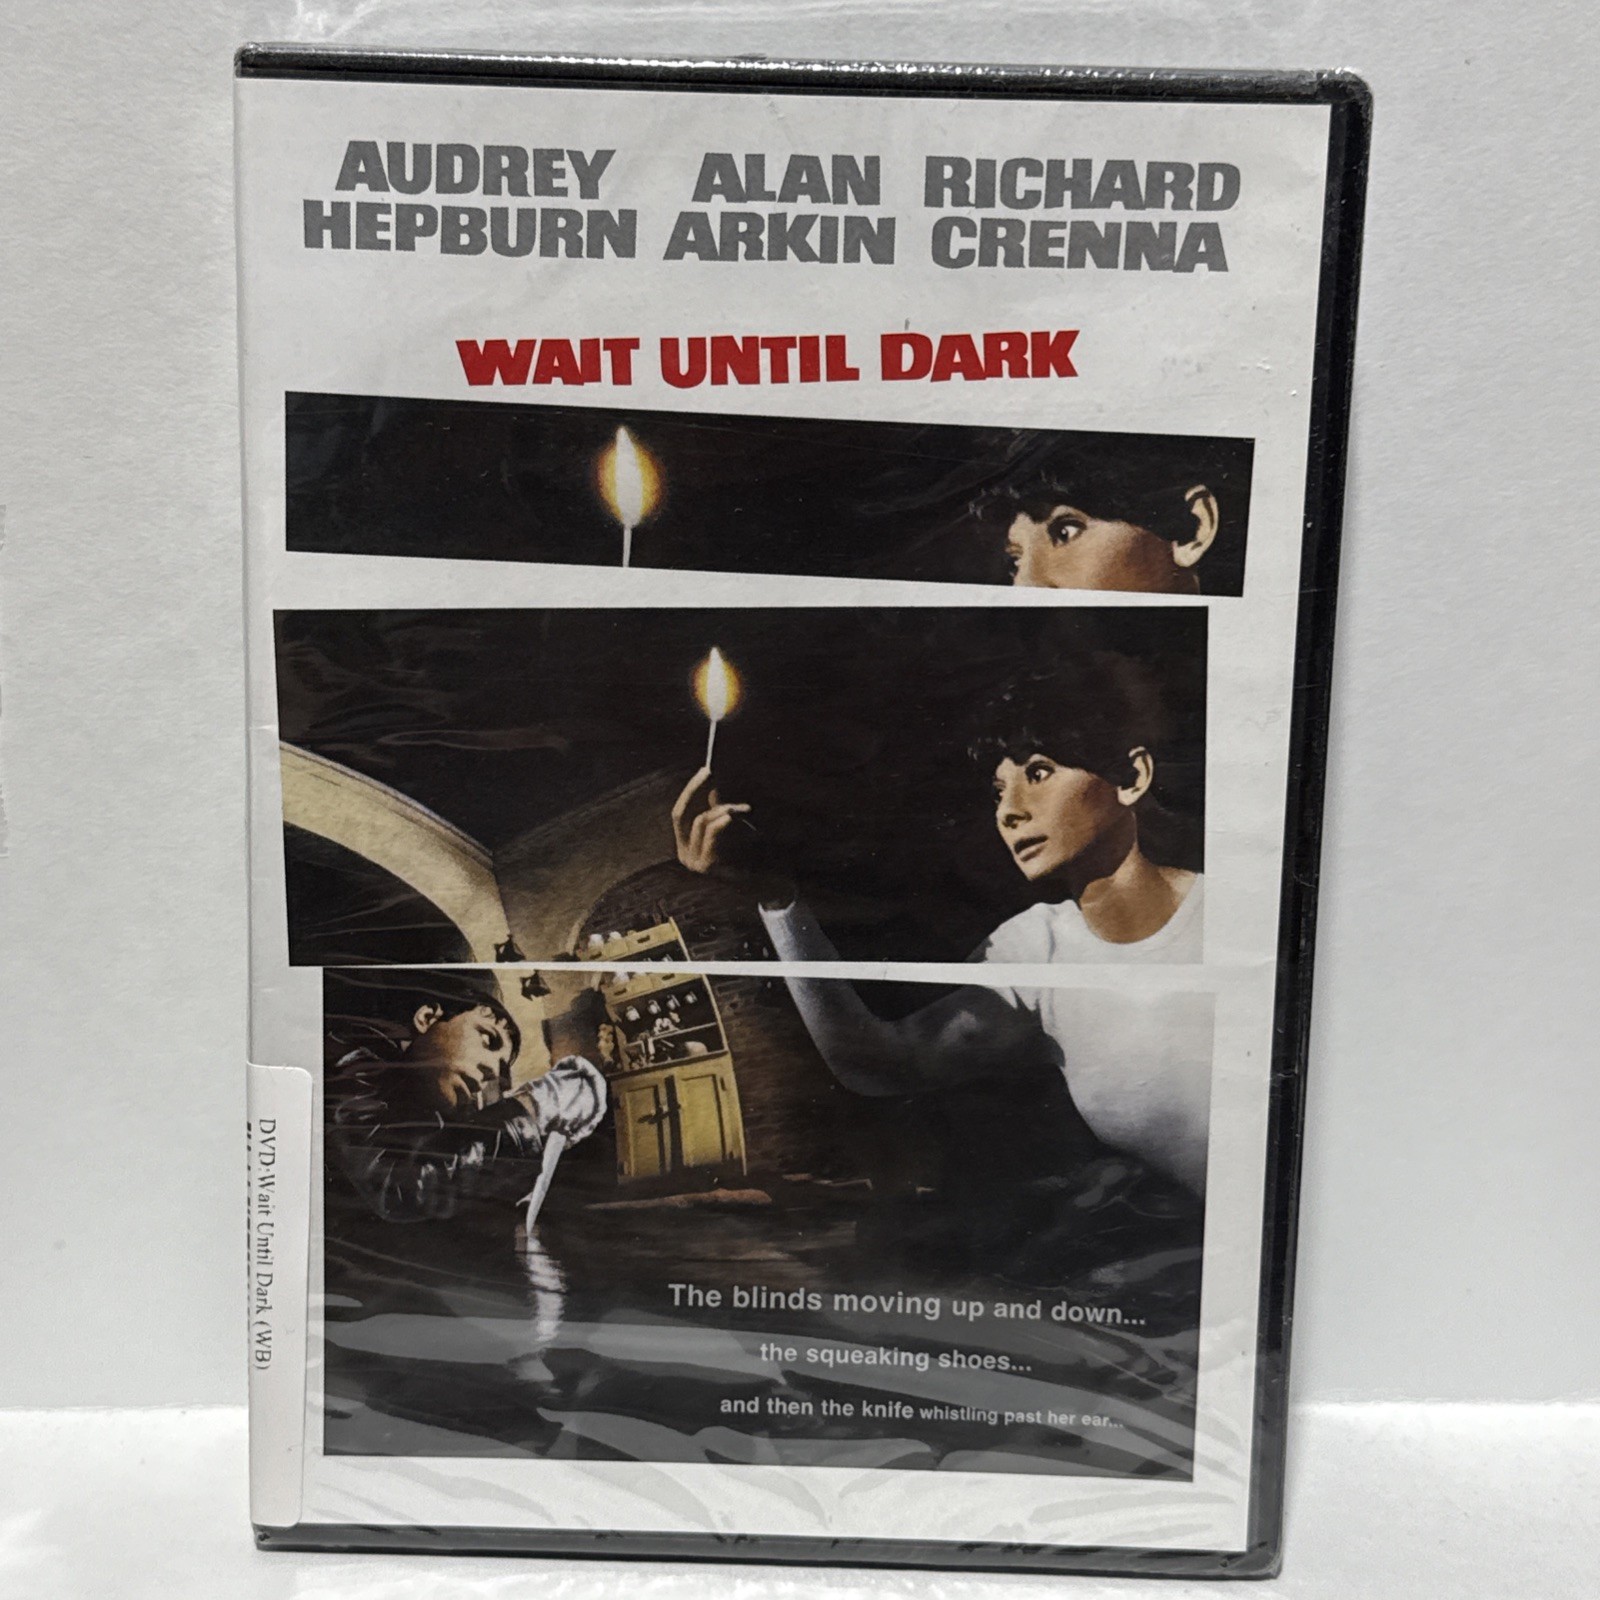 AUDREY ALAN RICHARD
HEPBURN ARKIN CRENNA
WAIT UNTIL DARK
The blinds moving up and down...
the squeaking shoes...
and then the knife whistling past her ear...
DVD:Wait Until Dark (WB)